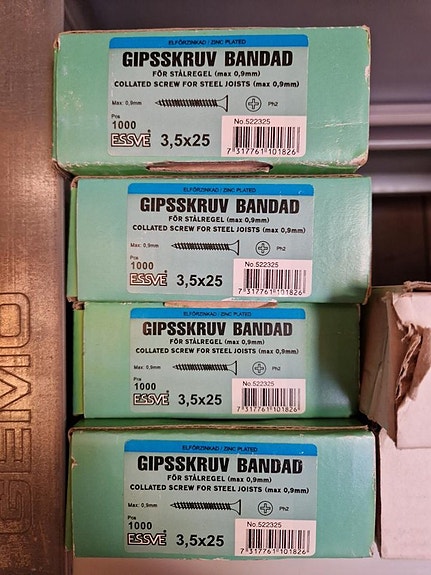 ELFÖRZINKAD / ZINC PLATED
GIPSSKRUV BANDAD
FÖR STÅLREGEL (max 0,9mm)
COLLATED SCREW FOR STEEL JOISTS (max 0,9m)
Max: 0,9mm
Ph2
Pcs
1000
No.522325
ESSVE
3,5x25
7 317761 101826
ELFÖRZINKAD / ZINC PLATED
GIPSSKRUV BANDAD
FÖR STÅLREGEL (max 0,9mm)
COLLATED SCREW FOR STEEL JOISTS (max 0,9m)
Max: 0,9mm
Ph2
Pcs
1000
No.522325
ESSVE
3,5x25
7 317761 101826
ELFÖRZINKAD / ZINC PLATED
GIPSSKRUV BANDAD
FÖR STÅLREGEL (max 0,9mm)
COLLATED SCREW FOR STEEL JOISTS (max 0,9m)
Max: 0,9mm
Ph2
Pcs
1000
No.522325
ESSVE
3,5x25
7 317761 101826
ELFÖRZINKAD / ZINC PLATED
GIPSSKRUV BANDAD
FÖR STÅLREGEL (max 0,9mm)
COLLATED SCREW FOR STEEL JOISTS (max 0,9m)
Max: 0,9mm
Ph2
Pcs
1000
No.522325
ESSVE
3,5x25
7 317761 101826